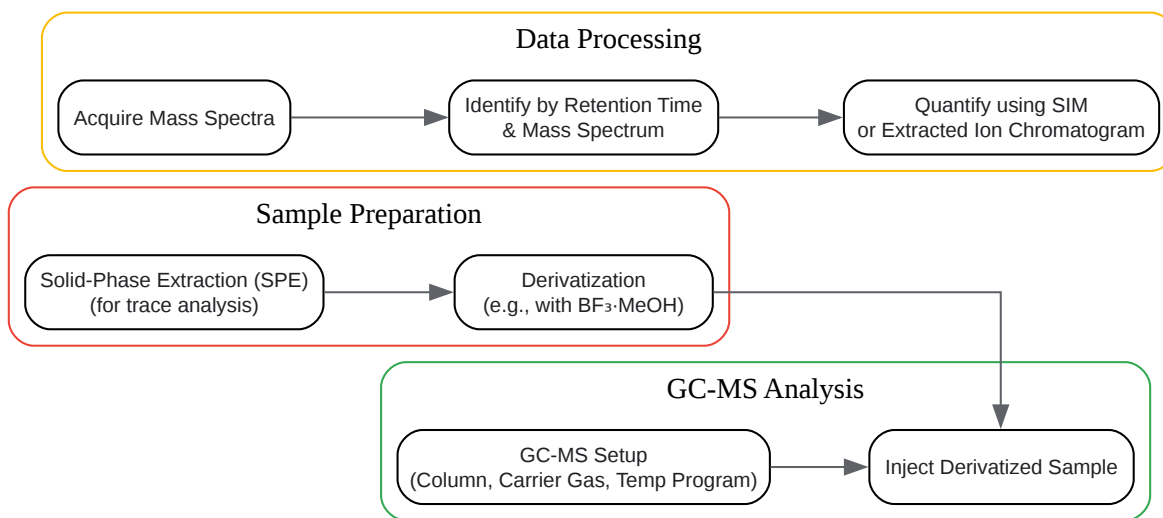 Data Processing
Acquire Mass Spectra
Identify by Retention Time
& Mass Spectrum
Quantify using SIM
or Extracted Ion Chromatogram
Sample Preparation
Solid-Phase Extraction (SPE)
(for trace analysis)
Derivatization
(e.g., with BF₃·MeOH)
GC-MS Analysis
GC-MS Setup
(Column, Carrier Gas, Temp Program)
Inject Derivatized Sample